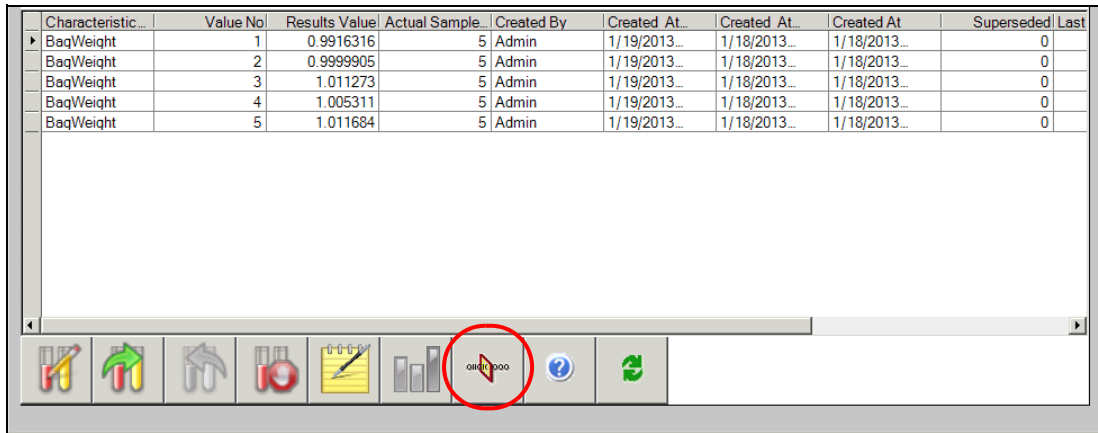 Characteristic... Value No Results Value Actual Sample... Created By Created At... Created At... Created At Superseded Last
BagWeight 1 0.9916316 5 Admin 1/19/2013... 1/18/2013... 1/18/2013... 0
BagWeight 2 0.9999905 5 Admin 1/19/2013... 1/18/2013... 1/18/2013... 0
BagWeight 3 1.011273 5 Admin 1/19/2013... 1/18/2013... 1/18/2013... 0
BagWeight 4 1.005311 5 Admin 1/19/2013... 1/18/2013... 1/18/2013... 0
BagWeight 5 1.011684 5 Admin 1/19/2013... 1/18/2013... 1/18/2013... 0
?